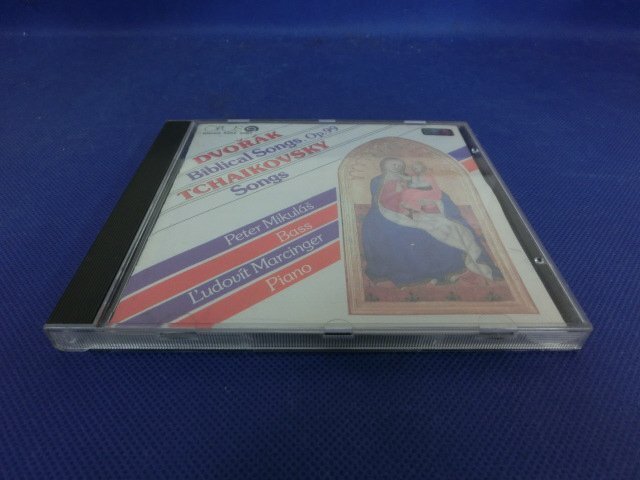 DVOŘÁK
Biblical Songs Op.99
TCHAIKOVSKY
Songs
Peter Mikuláš
Bass
Ľudovít Marcinger
Piano